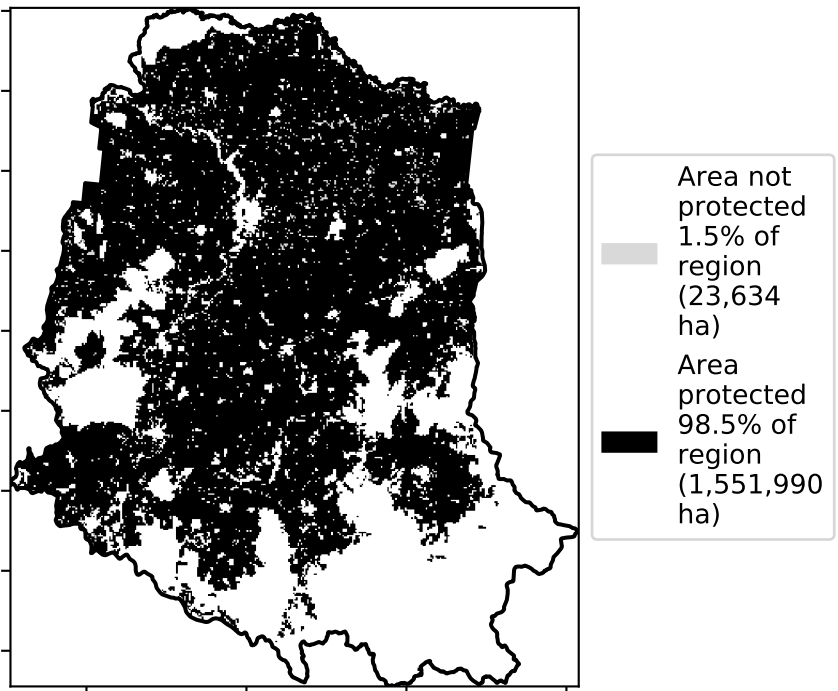 Area not
protected
1.5% of
region
(23,634
ha)
Area
protected
98.5% of
region
(1,551,990
ha)